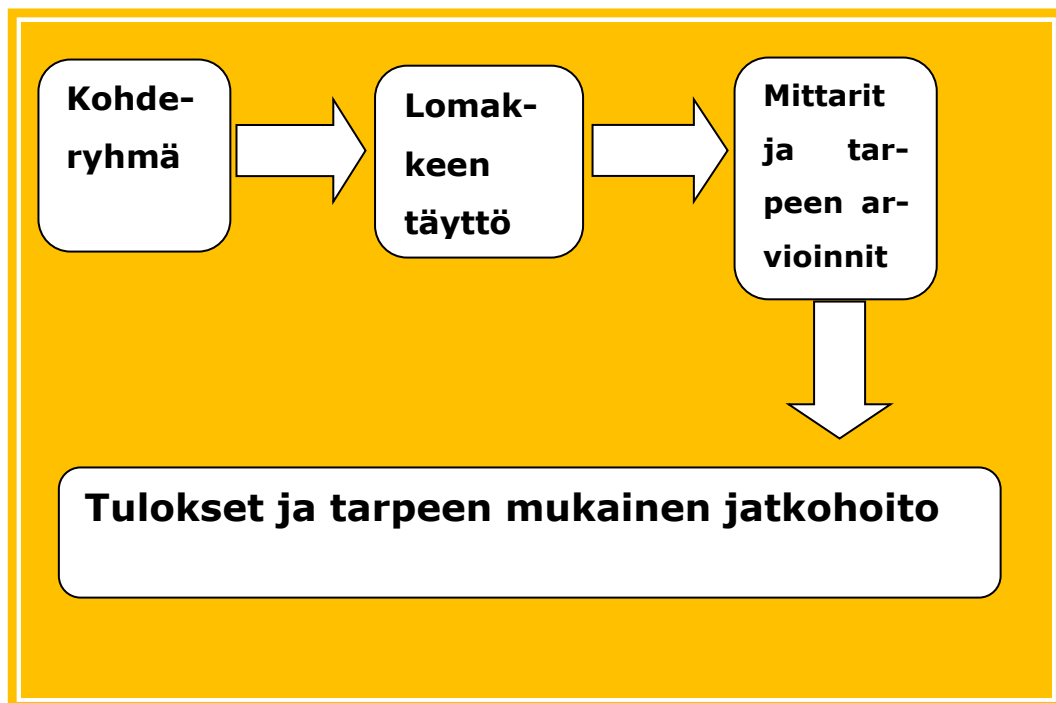 Kohde-
ryhmä
Lomak-
keen
täyttö
Mittarit
ja tar-
peen ar-
vioinnit
Tulokset ja tarpeen mukainen jatkohoito